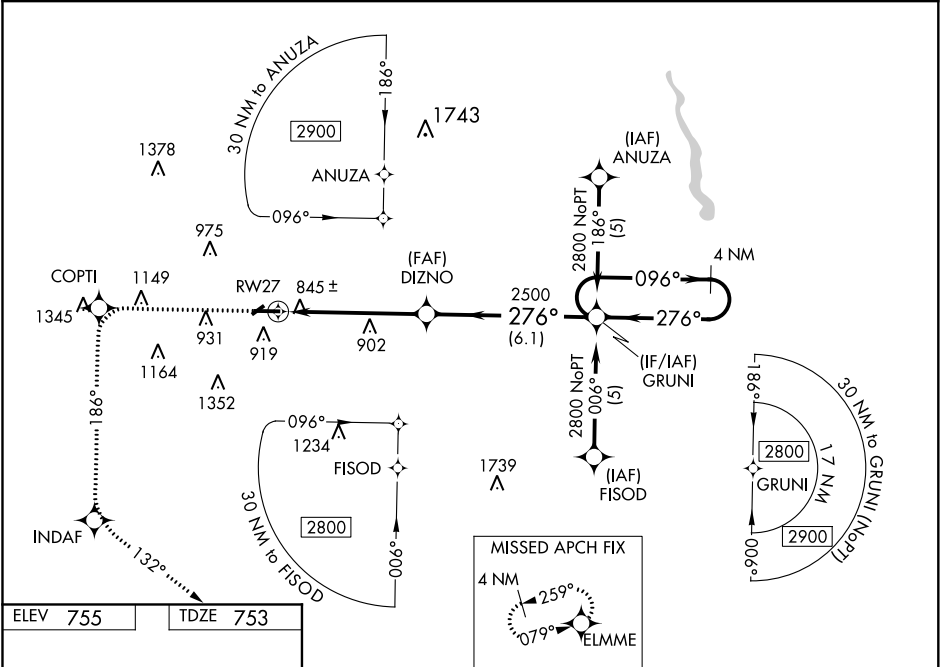 30 NM to ANUZA
186°
2900
1743
1378
ANUZA
096°
(IAF)
ANUZA
2800 NoPT
186°
(5)
4 NM
096°
276°
975
(FAF)
DIZNO
COPTI
1149
RW27
845 ±
2500
276°
(6.1)
1345
931
919
902
(IF/IAF)
GRUNI
1164
1352
186°
2800 NoPT
006°
(5)
096°
1234
FISOD
2800
006°
30 NM to FISOD
1739
(IAF)
FISOD
186°
30 NM to GRUNI (NoPT)
2800
17 NM
GRUNI
2900
006°
INDAF
132°
MISSED APCH FIX
4 NM
259°
079°
ELMME
ELEV 755
TDZE 753